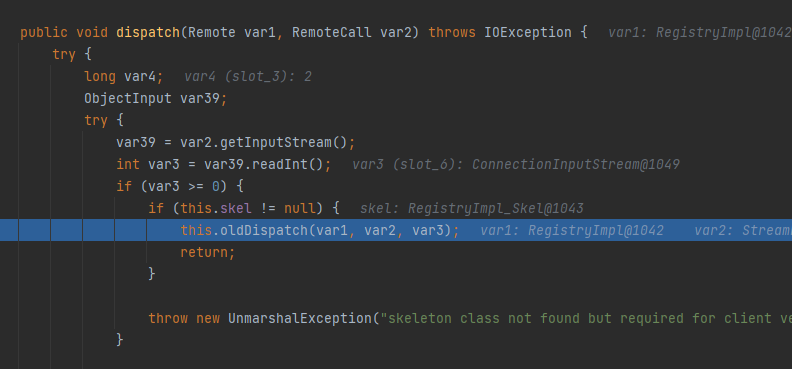 public void dispatch(Remote var1, RemoteCall var2) throws IOException {   var1: RegistryImpl@1042
try {
long var4;   var4 (slot_3): 2
ObjectInput var39;
try {
var39 = var2.getInputStream();
int var3 = var39.readInt();   var3 (slot_6): ConnectionInputStream@1049
if (var3 >= 0) {
if (this.skel != null) {   skel: RegistryImpl_Skel@1043
this.oldDispatch(var1, var2, var3);   var1: RegistryImpl@1042   var2: Stream
return;
}
throw new UnmarshalException("skeleton class not found but required for client ve
}